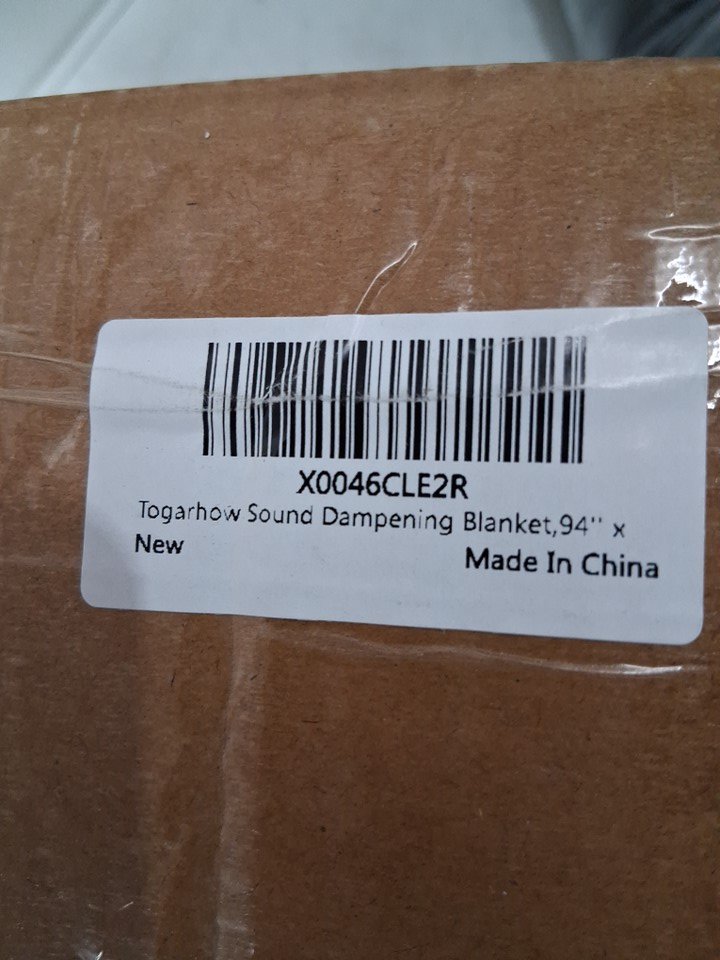 X0046CLE2R
Togarhow Sound Dampening Blanket,94'' x
New
Made In China